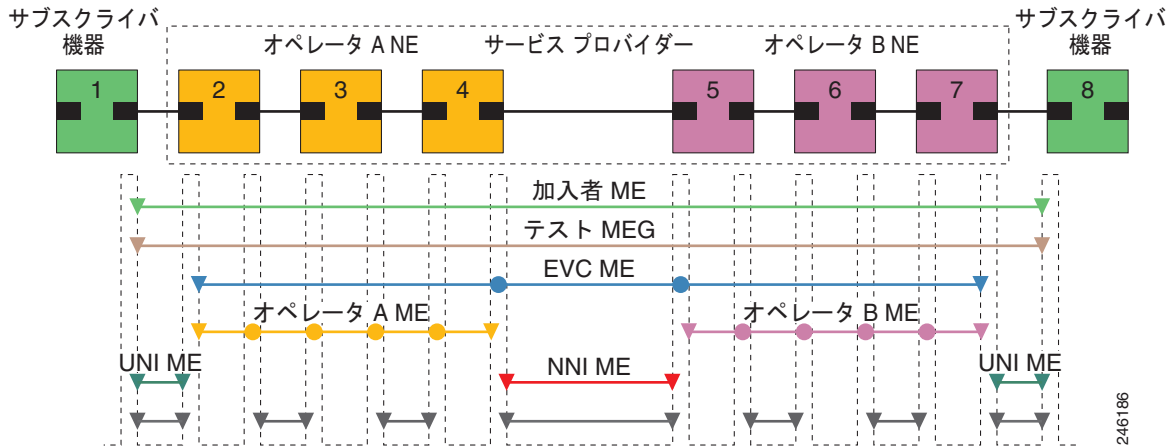 サブスクライバ
機器
オペレータ A NE
サービス プロバイダー
オペレータ B NE
サブスクライバ
機器
1
2
3
4
5
6
7
8
加入者 ME
テスト MEG
EVC ME
オペレータ A ME
オペレータ B ME
UNI ME
NNI ME
UNI ME
246186